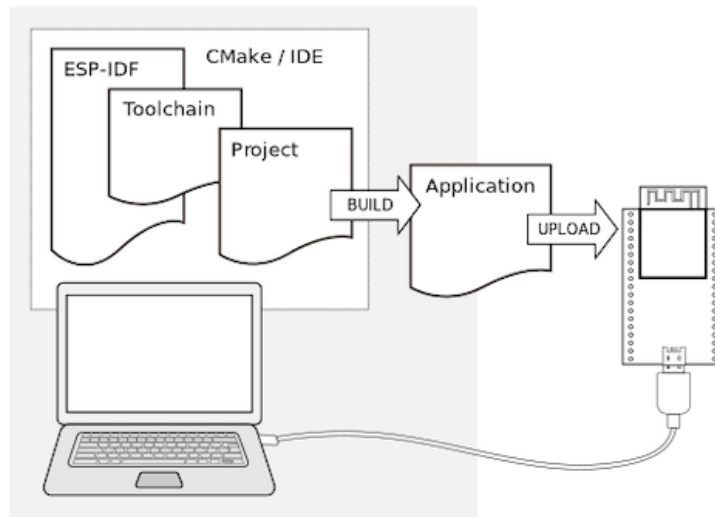 CMake / IDE
ESP-IDF
Toolchain
Project
BUILD
Application
UPLOAD